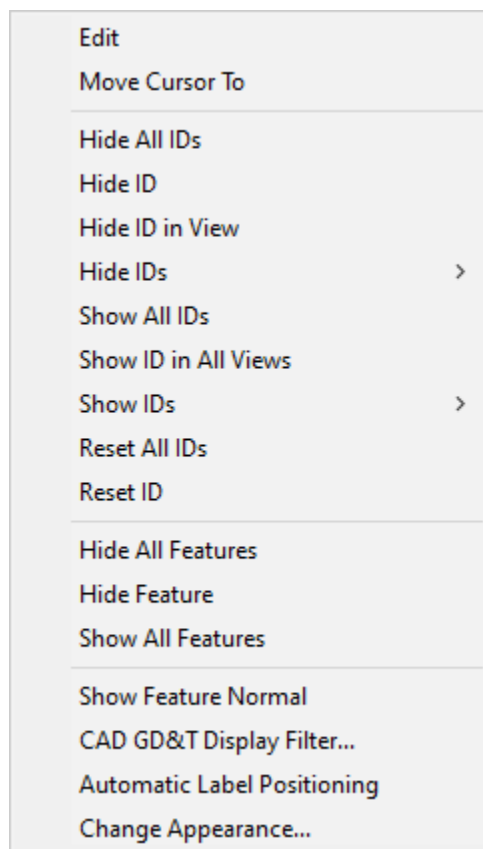 Edit
Move Cursor To
Hide All IDs
Hide ID
Hide ID in View
Hide IDs
Show All IDs
Show ID in All Views
Show IDs
Reset All IDs
Reset ID
Hide All Features
Hide Feature
Show All Features
Show Feature Normal
CAD GD&T Display Filter...
Automatic Label Positioning
Change Appearance...